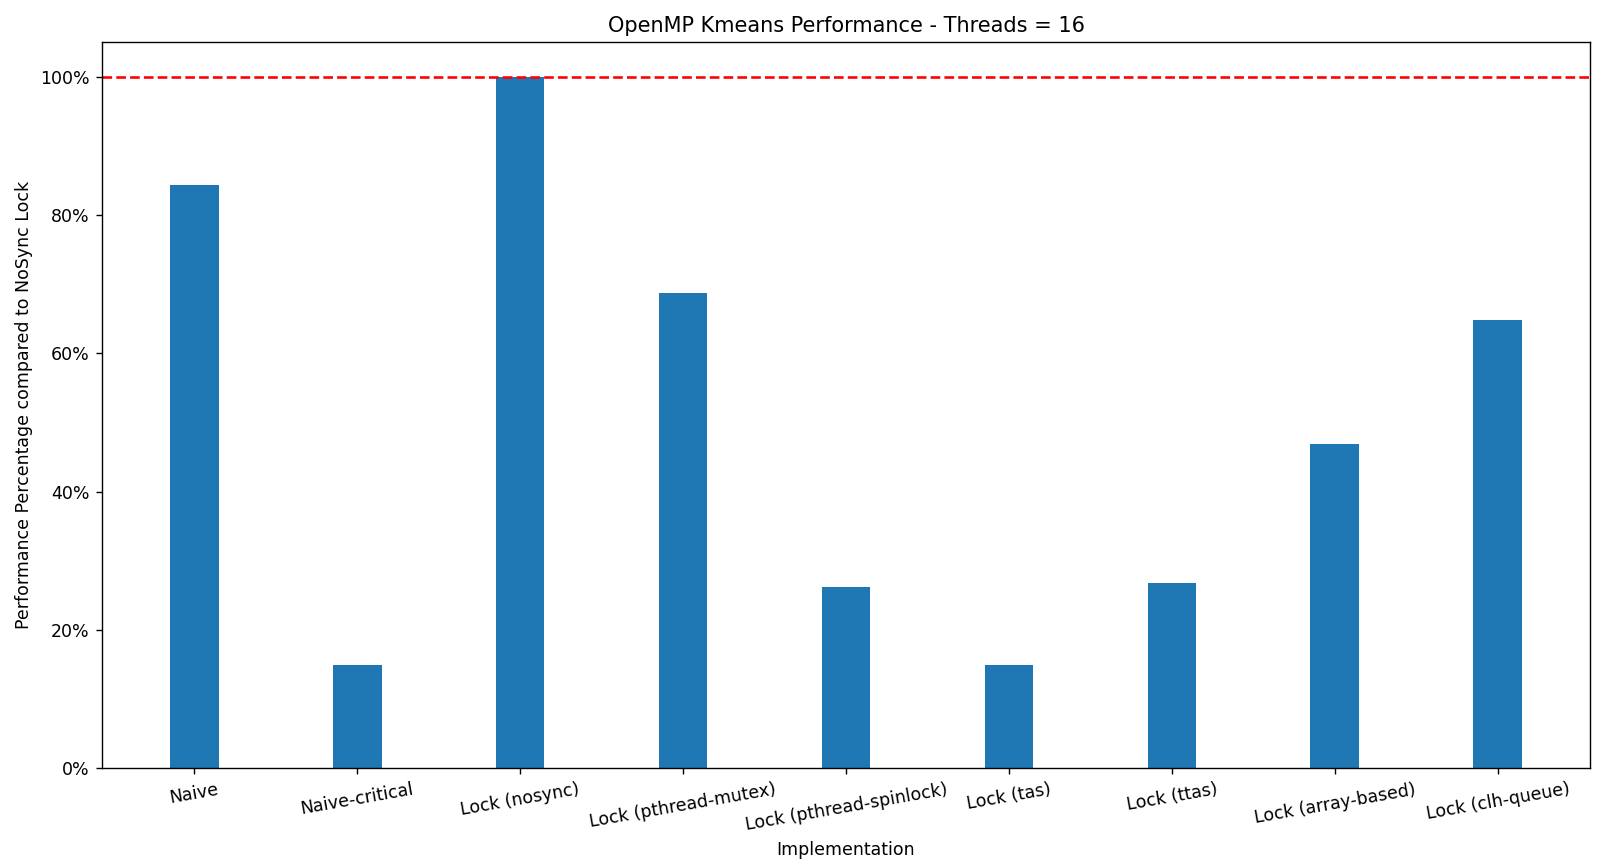 OpenMP Kmeans Performance - Threads = 16
Performance Percentage compared to NoSync Lock
100%
80%
60%
40%
20%
0%
Naive
Naive-critical
Lock (nosync)
Lock (pthread-mutex)
Lock (pthread-spinlock)
Lock (tas)
Lock (ttas)
Lock (array-based)
Lock (clh-queue)
Implementation